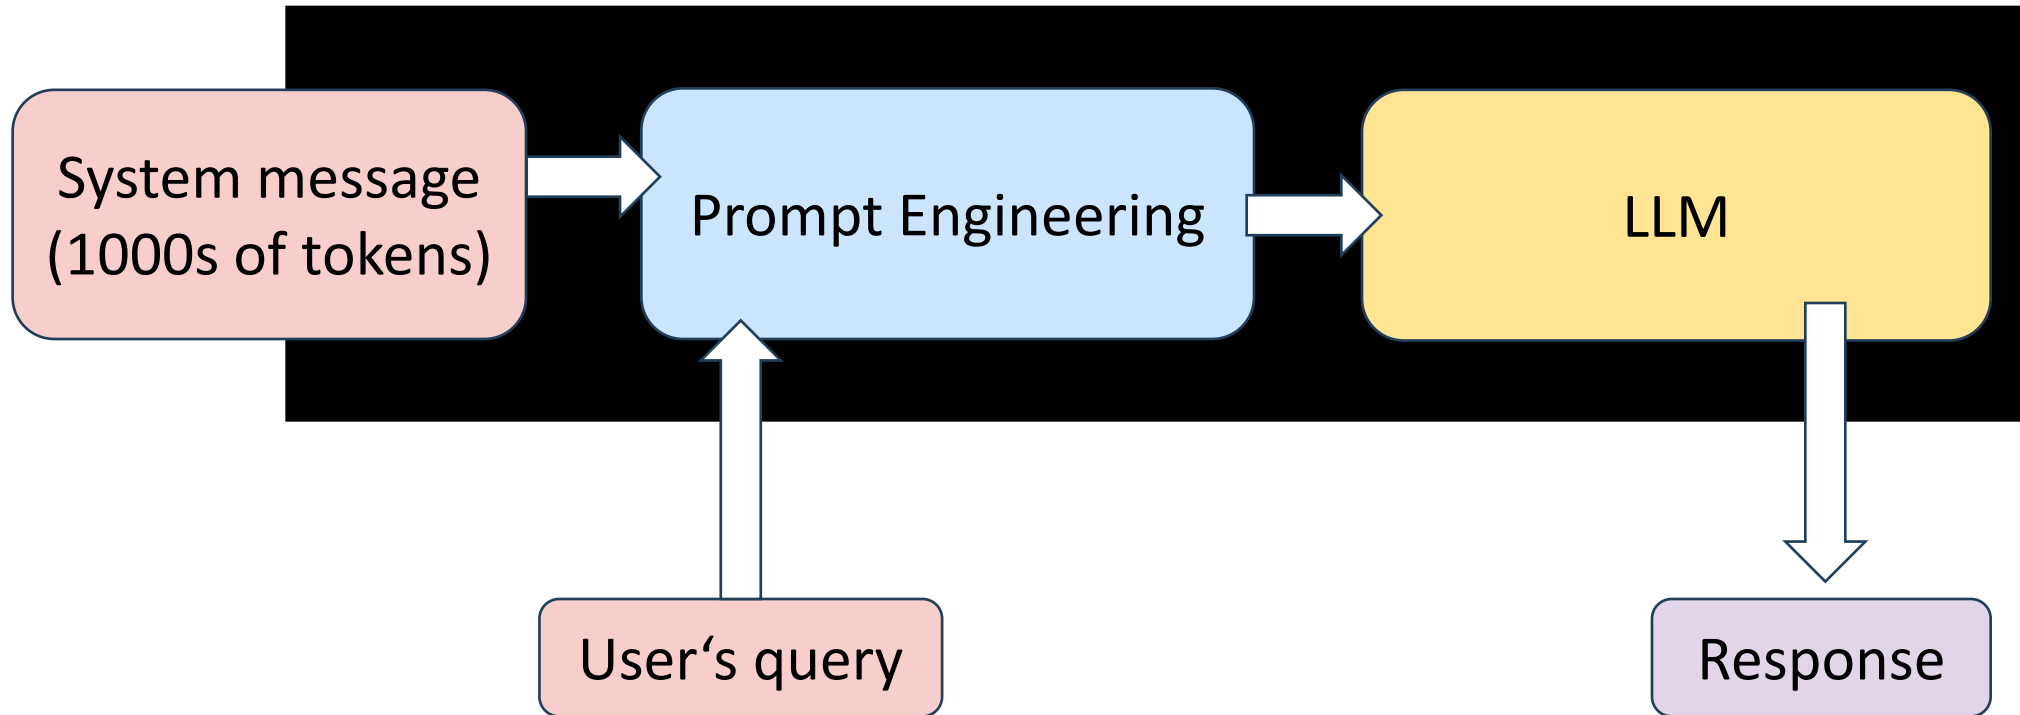 System message
(1000s of tokens)
Prompt Engineering
LLM
User‘s query
Response